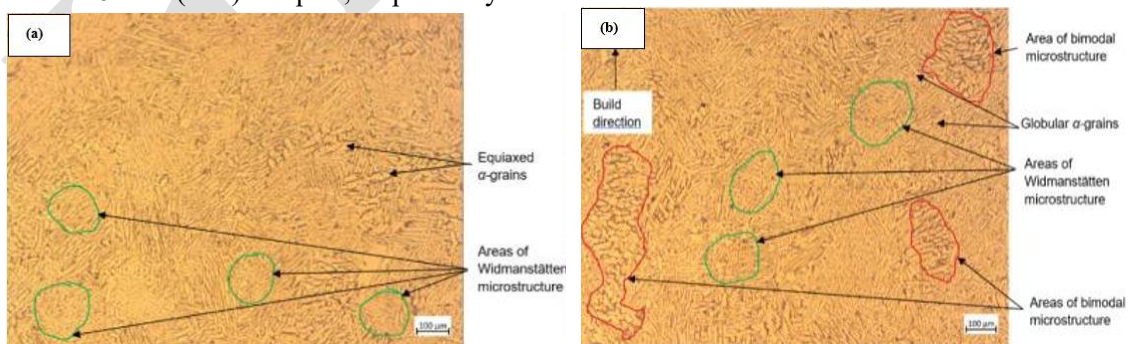 (a)
Equiaxed
α-grains
Areas of
Widmanstätten
microstructure
100 µm
(b)
Build
direction
Area of bimodal
microstructure
Globular α-grains
Areas of
Widmanstätten
microstructure
Areas of bimodal
microstructure
100 µm